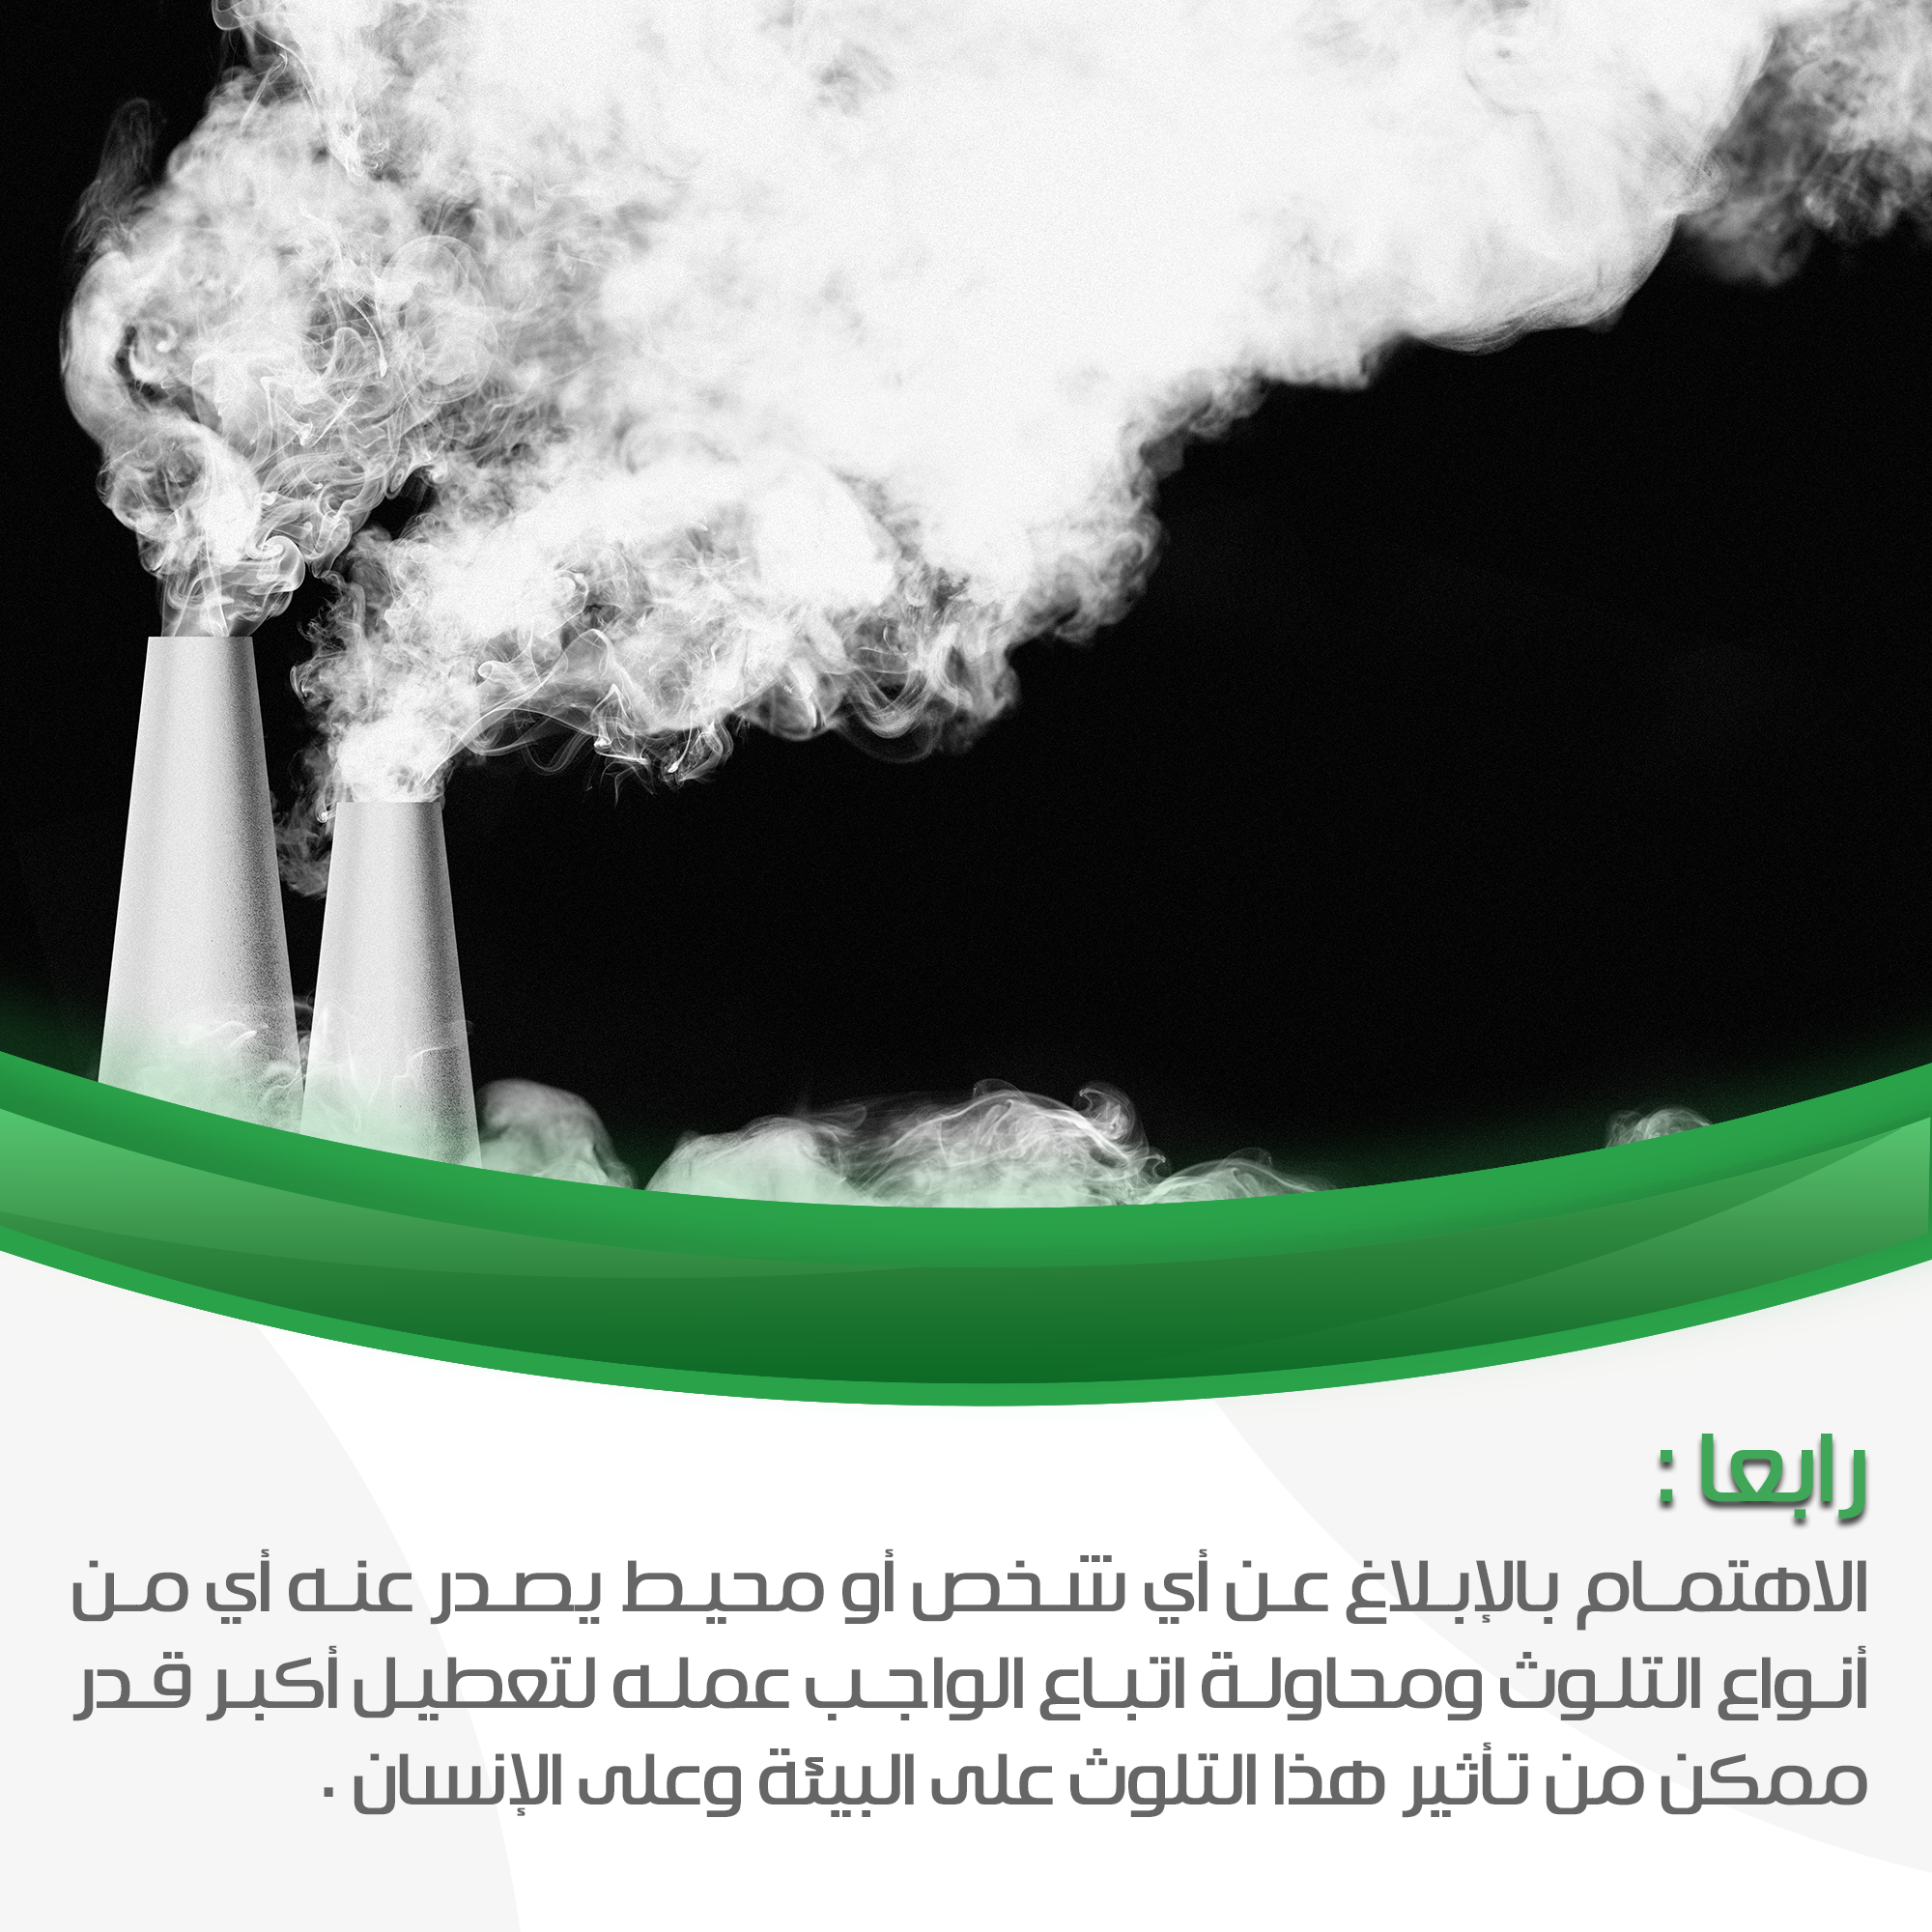 رابعا :
الاهتمام بالإبلاغ عن أي شخص أو محيط يصدر عنه أي من
أنواع التلوث ومحاولة اتباع الواجب عمله لتعطيل أكبر قدر
ممكن من تأثير هذا التلوث على البيئة وعلى الإنسان .